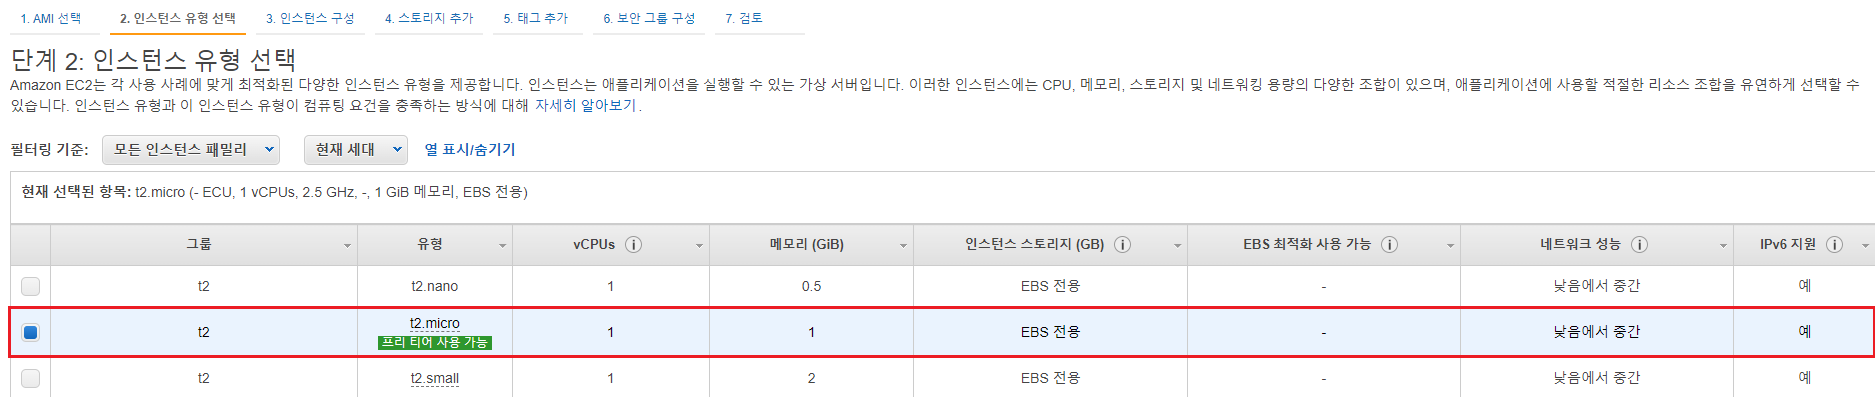 1. AMI 선택 2. 인스턴스 유형 선택 3. 인스턴스 구성 4. 스토리지 추가 5. 태그 추가 6. 보안 그룹 구성 7. 검토
단계 2: 인스턴스 유형 선택
Amazon EC2는 각 사용 사례에 맞게 최적화된 다양한 인스턴스 유형을 제공합니다. 인스턴스는 애플리케이션을 실행할 수 있는 가상 서버입니다. 이러한 인스턴스에는 CPU, 메모리, 스토리지 및 네트워킹 용량의 다양한 조합이 있으며, 애플리케이션에 사용할 적절한 리소스 조합을 유연하게 선택할 수
있습니다. 인스턴스 유형과 이 인스턴스 유형이 컴퓨팅 요건을 충족하는 방식에 대해 자세히 알아보기.
필터링 기준: 모든 인스턴스 패밀리 현재 세대 열 표시/숨기기
현재 선택된 항목: t2.micro (- ECU, 1 vCPUs, 2.5 GHz, -, 1 GiB 메모리, EBS 전용)
그룹 유형 vCPUs 메모리 (GiB) 인스턴스 스토리지 (GB) EBS 최적화 사용 가능 네트워크 성능 IPv6 지원
t2 t2.nano 1 0.5 EBS 전용 - 낮음에서 중간 예
t2 t2.micro 1 1 EBS 전용 - 낮음에서 중간 예
프리 티어 사용 가능
t2 t2.small 1 2 EBS 전용 - 낮음에서 중간 예